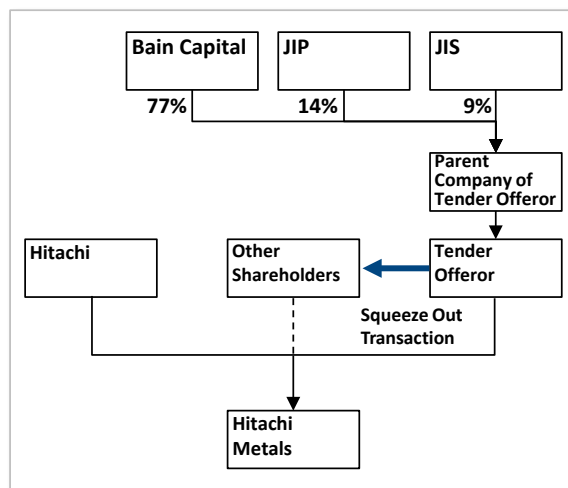 Bain Capital
JIP
JIS
77%
14%
9%
Parent
Company of
Tender Offeror
Hitachi
Other
Shareholders
Tender
Offeror
Squeeze Out
Transaction
Hitachi
Metals